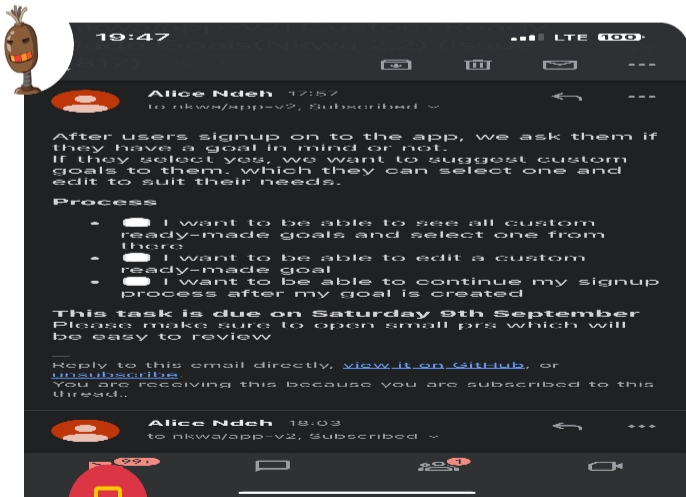 19:47
LTE 100
Alice Ndeh 17:57
to nkwa/app-v2, Subscribed
After users signup on to the app, we ask them if
they have a goal in mind or not.
If they select yes, we want to suggest custom
goals to them. which they can select one and
edit to suit their needs.
Process
I want to be able to see all custom
ready-made goals and select one from
there
I want to be able to edit a custom
ready-made goal
I want to be able to continue my signup
process after my goal is created
This task is due on Saturday 9th September
Please make sure to open small prs which will
be easy to review
Reply to this email directly, view it on GitHub, or
unsubscribe.
You are receiving this because you are subscribed to this
thread..
Alice Ndeh 18:03
to nkwa/app-v2, Subscribed
99+
1